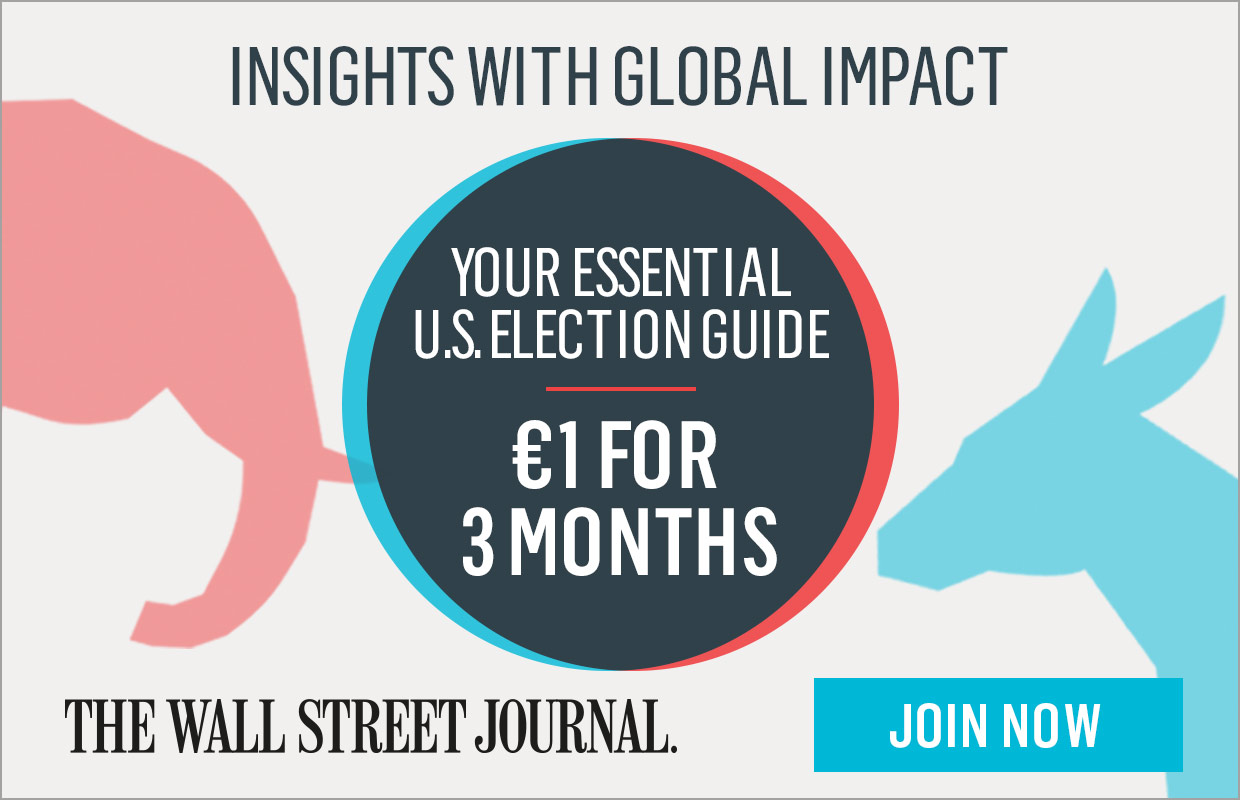 INSIGHTS WITH GLOBAL IMPACT
YOUR ESSENTIAL
U.S. ELECTION GUIDE
€1 FOR
3 MONTHS
THE WALL STREET JOURNAL.
JOIN NOW